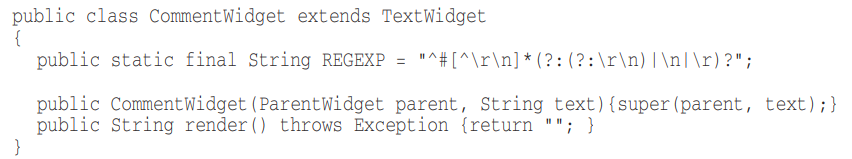 public class CommentWidget extends TextWidget
{
  public static final String REGEXP = "^#[^\r\n]*(?:(?:\r\n)|\n|\r)?";

  public CommentWidget(ParentWidget parent, String text){super(parent, text);}
  public String render() throws Exception {return ""; }
}